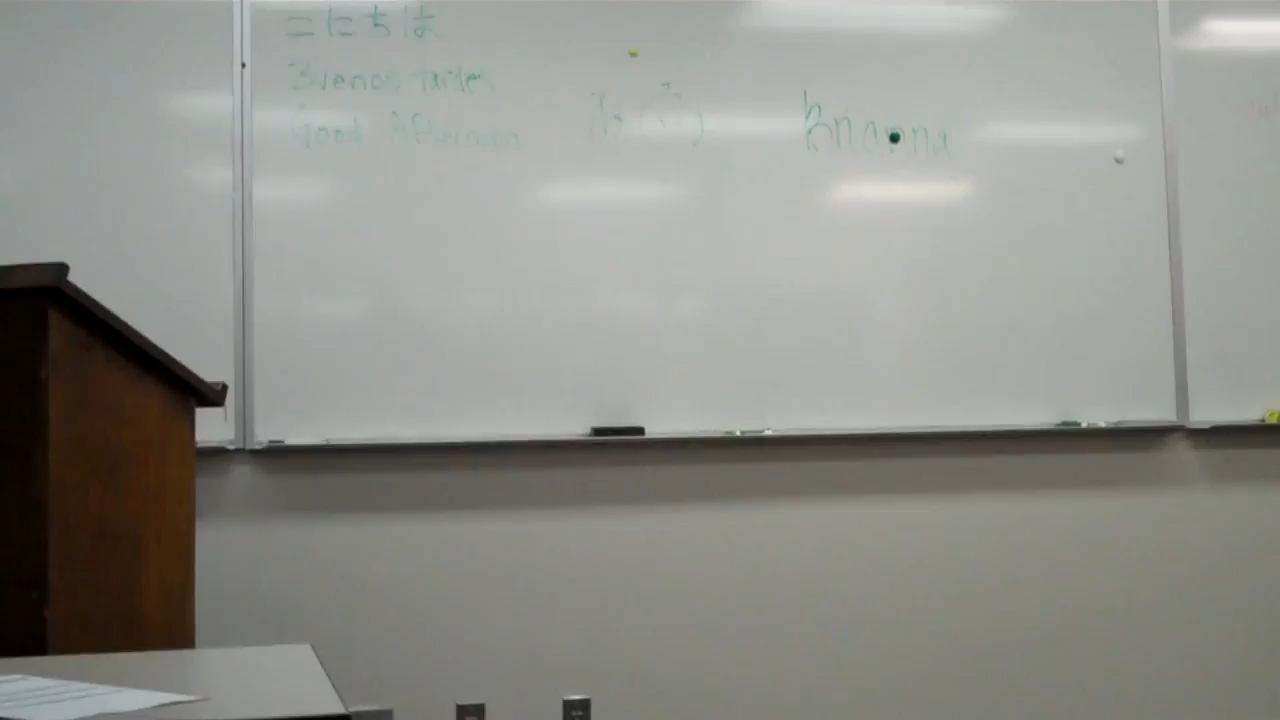 こにちは
Buenos tardes
Good Afternoon
Brianna